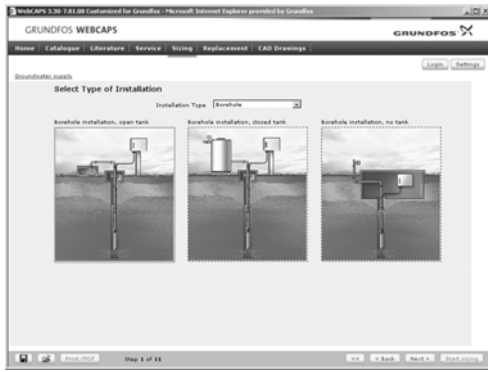 WebCAPS 3.30-7.01.00 Customized for Grundfos - Microsoft Internet Explorer provided by Grundfos
GRUNDFOS WEBCAPS
GRUNDFOS
Home Catalogue Literature Service Sizing Replacement CAD Drawings
Login Settings
Groundwater supply
Select Type of Installation
Installation Type Borehole
Borehole installation, open tank Borehole installation, closed tank Borehole installation, no tank
Print/PDF Step 1 of 11 << < Back Next > Start sizing